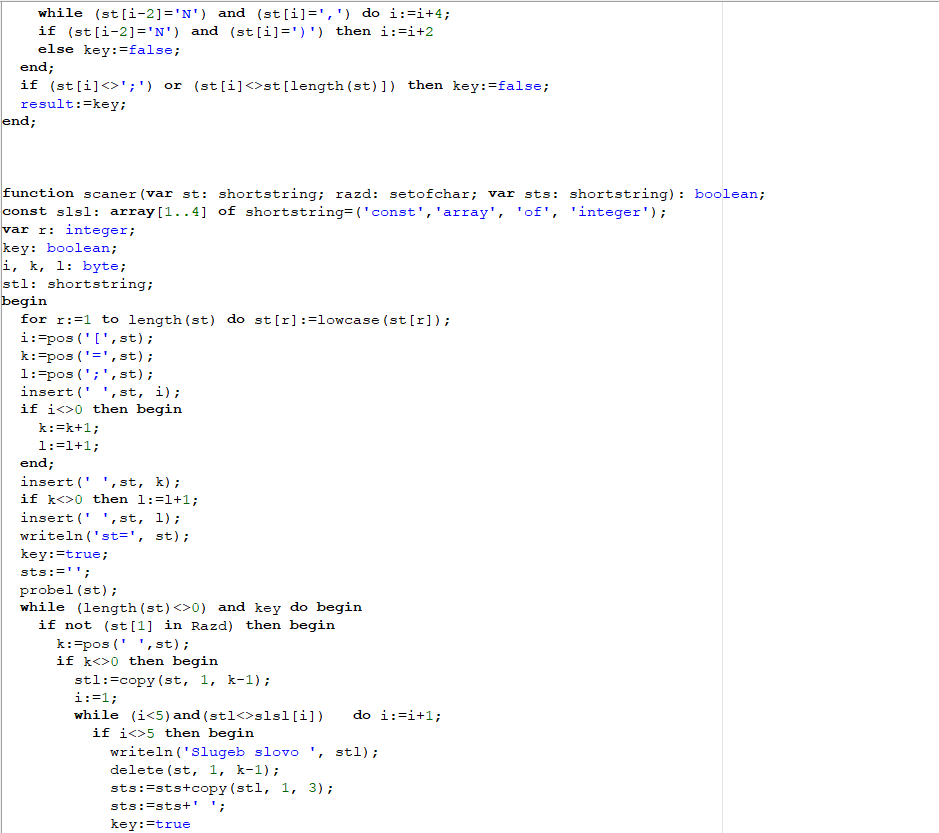 while (st[i-2]='N') and (st[i]=',') do i:=i+4;
    if (st[i-2]='N') and (st[i]=')') then i:=i+2
    else key:=false;
  end;
  if (st[i]<>';') or (st[i]<>st[length(st)]) then key:=false;
  result:=key;
end;

function scaner(var st: shortstring; razd: setofchar; var sts: shortstring): boolean;
const slsl: array[1..4] of shortstring=('const','array', 'of', 'integer');
var r: integer;
key: boolean;
i, k, l: byte;
stl: shortstring;
begin
  for r:=1 to length(st) do st[r]:=lowcase(st[r]);
  i:=pos('[',st);
  k:=pos('=',st);
  l:=pos(';',st);
  insert(' ',st, i);
  if i<>0 then begin
    k:=k+1;
    l:=l+1;
  end;
  insert(' ',st, k);
  if k<>0 then l:=l+1;
  insert(' ',st, l);
  writeln('st=', st);
  key:=true;
  sts:='';
  probel(st);
  while (length(st)<>0) and key do begin
    if not (st[1] in Razd) then begin
      k:=pos(' ',st);
      if k<>0 then begin
        stl:=copy(st, 1, k-1);
        i:=1;
        while (i<5)and(stl<>slsl[i])   do i:=i+1;
          if i<>5 then begin
            writeln('Slugeb slovo ', stl);
            delete(st, 1, k-1);
            sts:=sts+copy(stl, 1, 3);
            sts:=sts+' ';
            key:=true